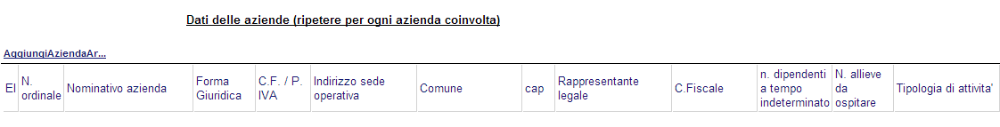 Dati delle aziende (ripetere per ogni azienda coinvolta)
AggiungiAziendaAr...
El
N. ordinale
Nominativo azienda
Forma Giuridica
C.F. / P. IVA
Indirizzo sede operativa
Comune
cap
Rappresentante legale
C.Fiscale
n. dipendenti a tempo indeterminato
N. allieve da ospitare
Tipologia di attivita'